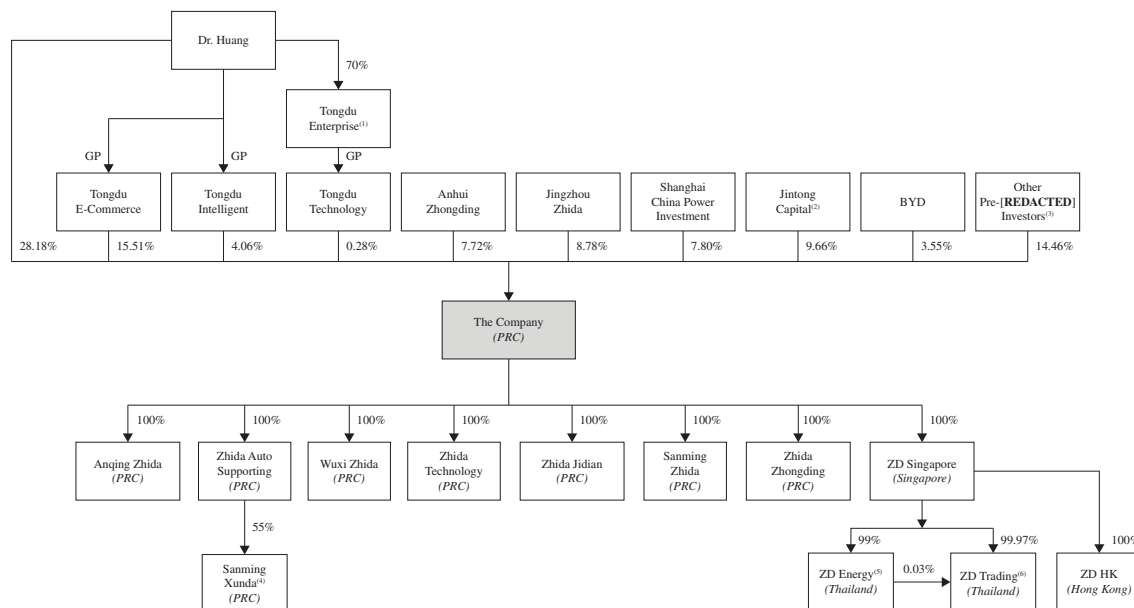 Dr. Huang
70%
Tongdu
Enterprise(1)
GP
GP
GP
Tongdu
E-Commerce
Tongdu
Intelligent
Tongdu
Technology
Anhui
Zhongding
Jingzhou
Zhida
Shanghai
China Power
Investment
Jintong
Capital(2)
BYD
Other
Pre-[REDACTED]
Investors(3)
28.18%
15.51%
4.06%
0.28%
7.72%
8.78%
7.80%
9.66%
3.55%
14.46%
The Company
(PRC)
100%
100%
100%
100%
100%
100%
100%
100%
Anqing Zhida
(PRC)
Zhida Auto
Supporting
(PRC)
Wuxi Zhida
(PRC)
Zhida
Technology
(PRC)
Zhida Jidian
(PRC)
Sanming
Zhida
(PRC)
Zhida
Zhongding
(PRC)
ZD Singapore
(Singapore)
55%
99%
99.97%
100%
Sanming
Xunda(4)
(PRC)
ZD Energy(5)
(Thailand)
0.03%
ZD Trading(6)
(Thailand)
ZD HK
(Hong Kong)